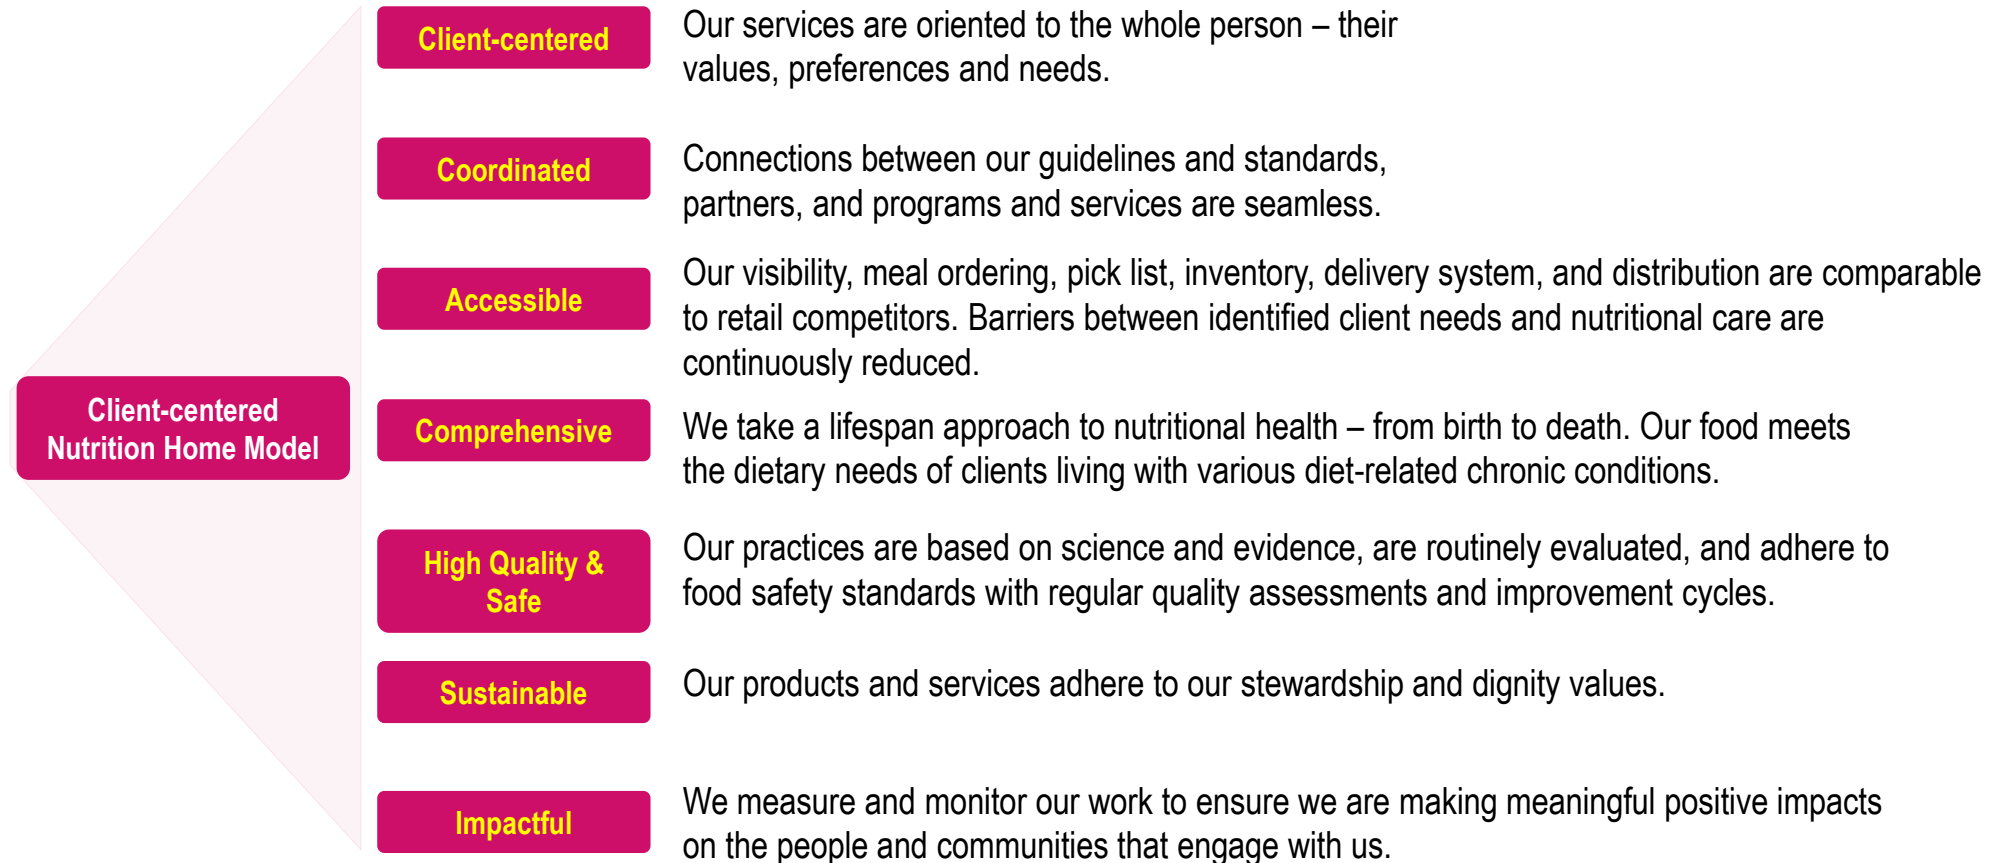 Client-centered
Nutrition Home Model
Client-centered
Our services are oriented to the whole person – their
values, preferences and needs.
Coordinated
Connections between our guidelines and standards,
partners, and programs and services are seamless.
Accessible
Our visibility, meal ordering, pick list, inventory, delivery system, and distribution are comparable
to retail competitors. Barriers between identified client needs and nutritional care are
continuously reduced.
Comprehensive
We take a lifespan approach to nutritional health – from birth to death. Our food meets
the dietary needs of clients living with various diet-related chronic conditions.
High Quality &
Safe
Our practices are based on science and evidence, are routinely evaluated, and adhere to
food safety standards with regular quality assessments and improvement cycles.
Sustainable
Our products and services adhere to our stewardship and dignity values.
Impactful
We measure and monitor our work to ensure we are making meaningful positive impacts
on the people and communities that engage with us.